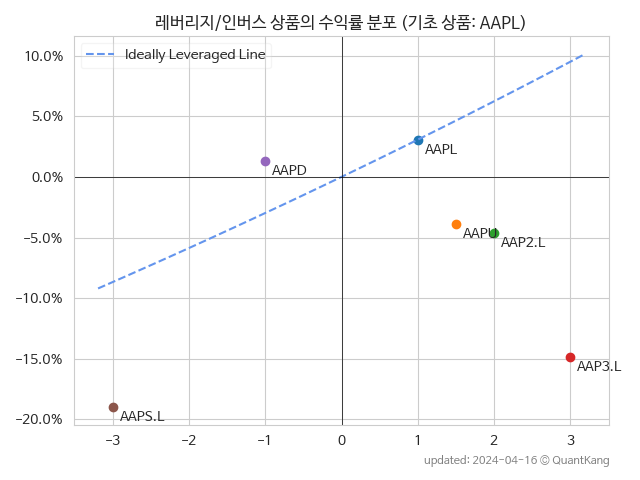 레버리지/인버스 상품의 수익률 분포 (기초 상품: AAPL)
Ideally Leveraged Line
10.0%
5.0%
0.0%
−5.0%
−10.0%
−15.0%
−20.0%
AAPD
AAPL
AAPU
AAP2.L
AAP3.L
AAPS.L
−3 −2 −1 0 1 2 3
updated: 2024-04-16 © QuantKang